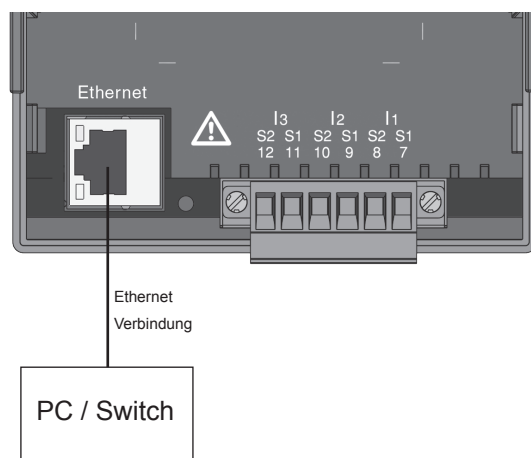 Ethernet
I3 I2 I1
S2 S1 S2 S1 S2 S1
12 11 10 9 8 7
Ethernet
Verbindung
PC / Switch